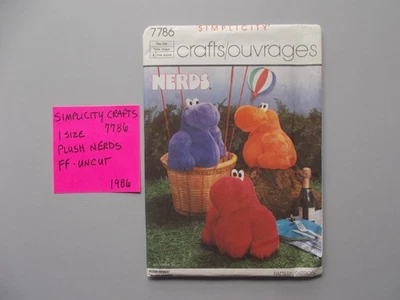 7786
SIMPLICITY
crafts/ouvrages
NERDS
SIMPLICITY CRAFTS
1 SIZE 7786
PLUSH NERDS
FF - UNCUT
1986